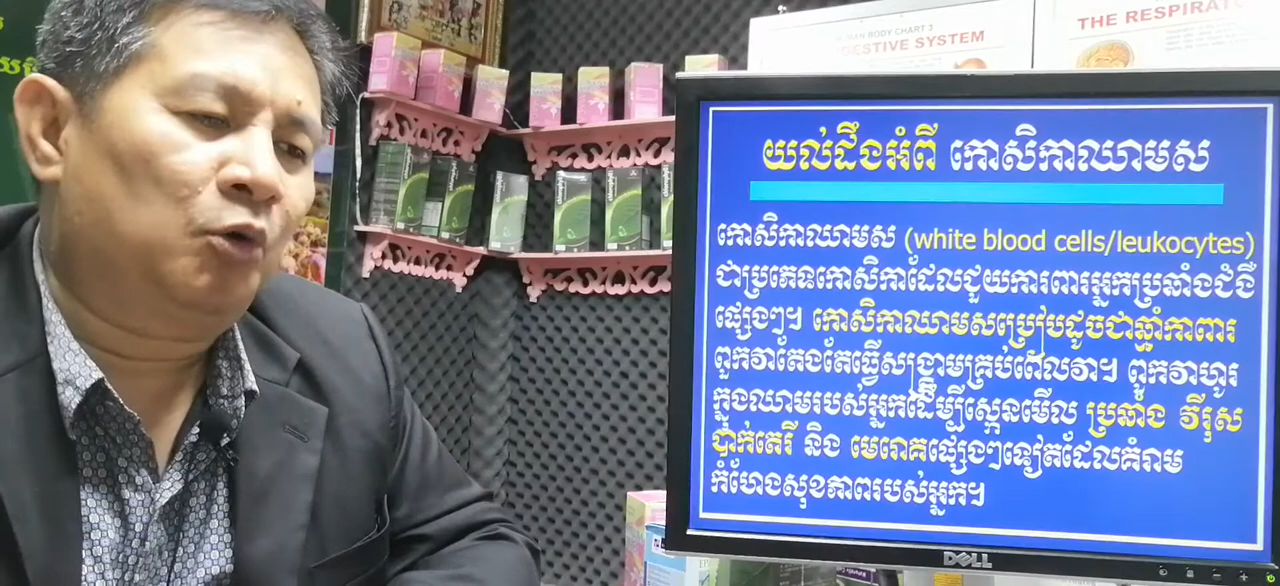 HUMAN BODY CHART 3
DIGESTIVE SYSTEM
THE RESPIRATO
យល់ដឹងអំពី កោសិកាឈាមស
កោសិកាឈាមស (white blood cells/leukocytes)
ជាប្រភេទកោសិកាដែលជួយការពារអ្នកប្រឆាំងជំងឺ
ផ្សេងៗ។ កោសិកាឈាមសប្រៀបដូចជាឆ្មាំការពារ
ពួកវាតែងតែធ្វើសង្គ្រាមគ្រប់ពេលវា។ ពួកវាហូរ
ក្នុងឈាមរបស់អ្នកដើម្បីស្កេនមើល ប្រឆាំង វីរុស
បាក់តេរី និង មេរោគផ្សេងៗទៀតដែលគំរាម
កំហែងសុខភាពរបស់អ្នក។
DELL